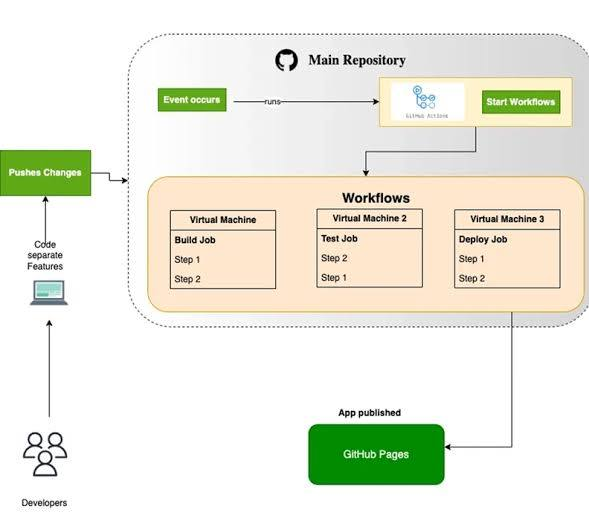 Main Repository
Event occurs
runs
GitHub Actions
Start Workflows
Pushes Changes
Workflows
Virtual Machine
Build Job
Step 1
Step 2
Virtual Machine 2
Test Job
Step 2
Step 1
Virtual Machine 3
Deploy Job
Step 1
Step 2
Code
separate
Features
App published
GitHub Pages
Developers